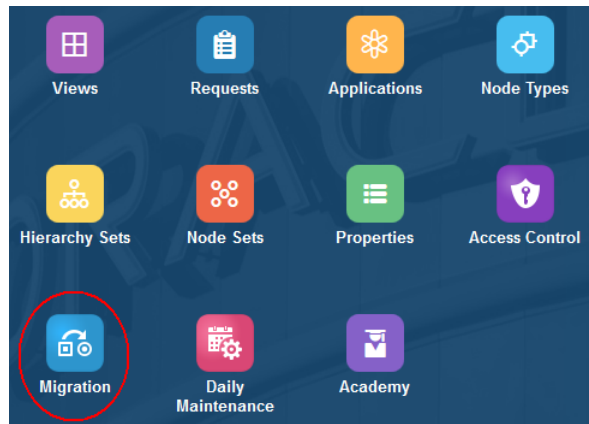 Views
Requests
Applications
Node Types
Hierarchy Sets
Node Sets
Properties
Access Control
Migration
Daily
Maintenance
Academy